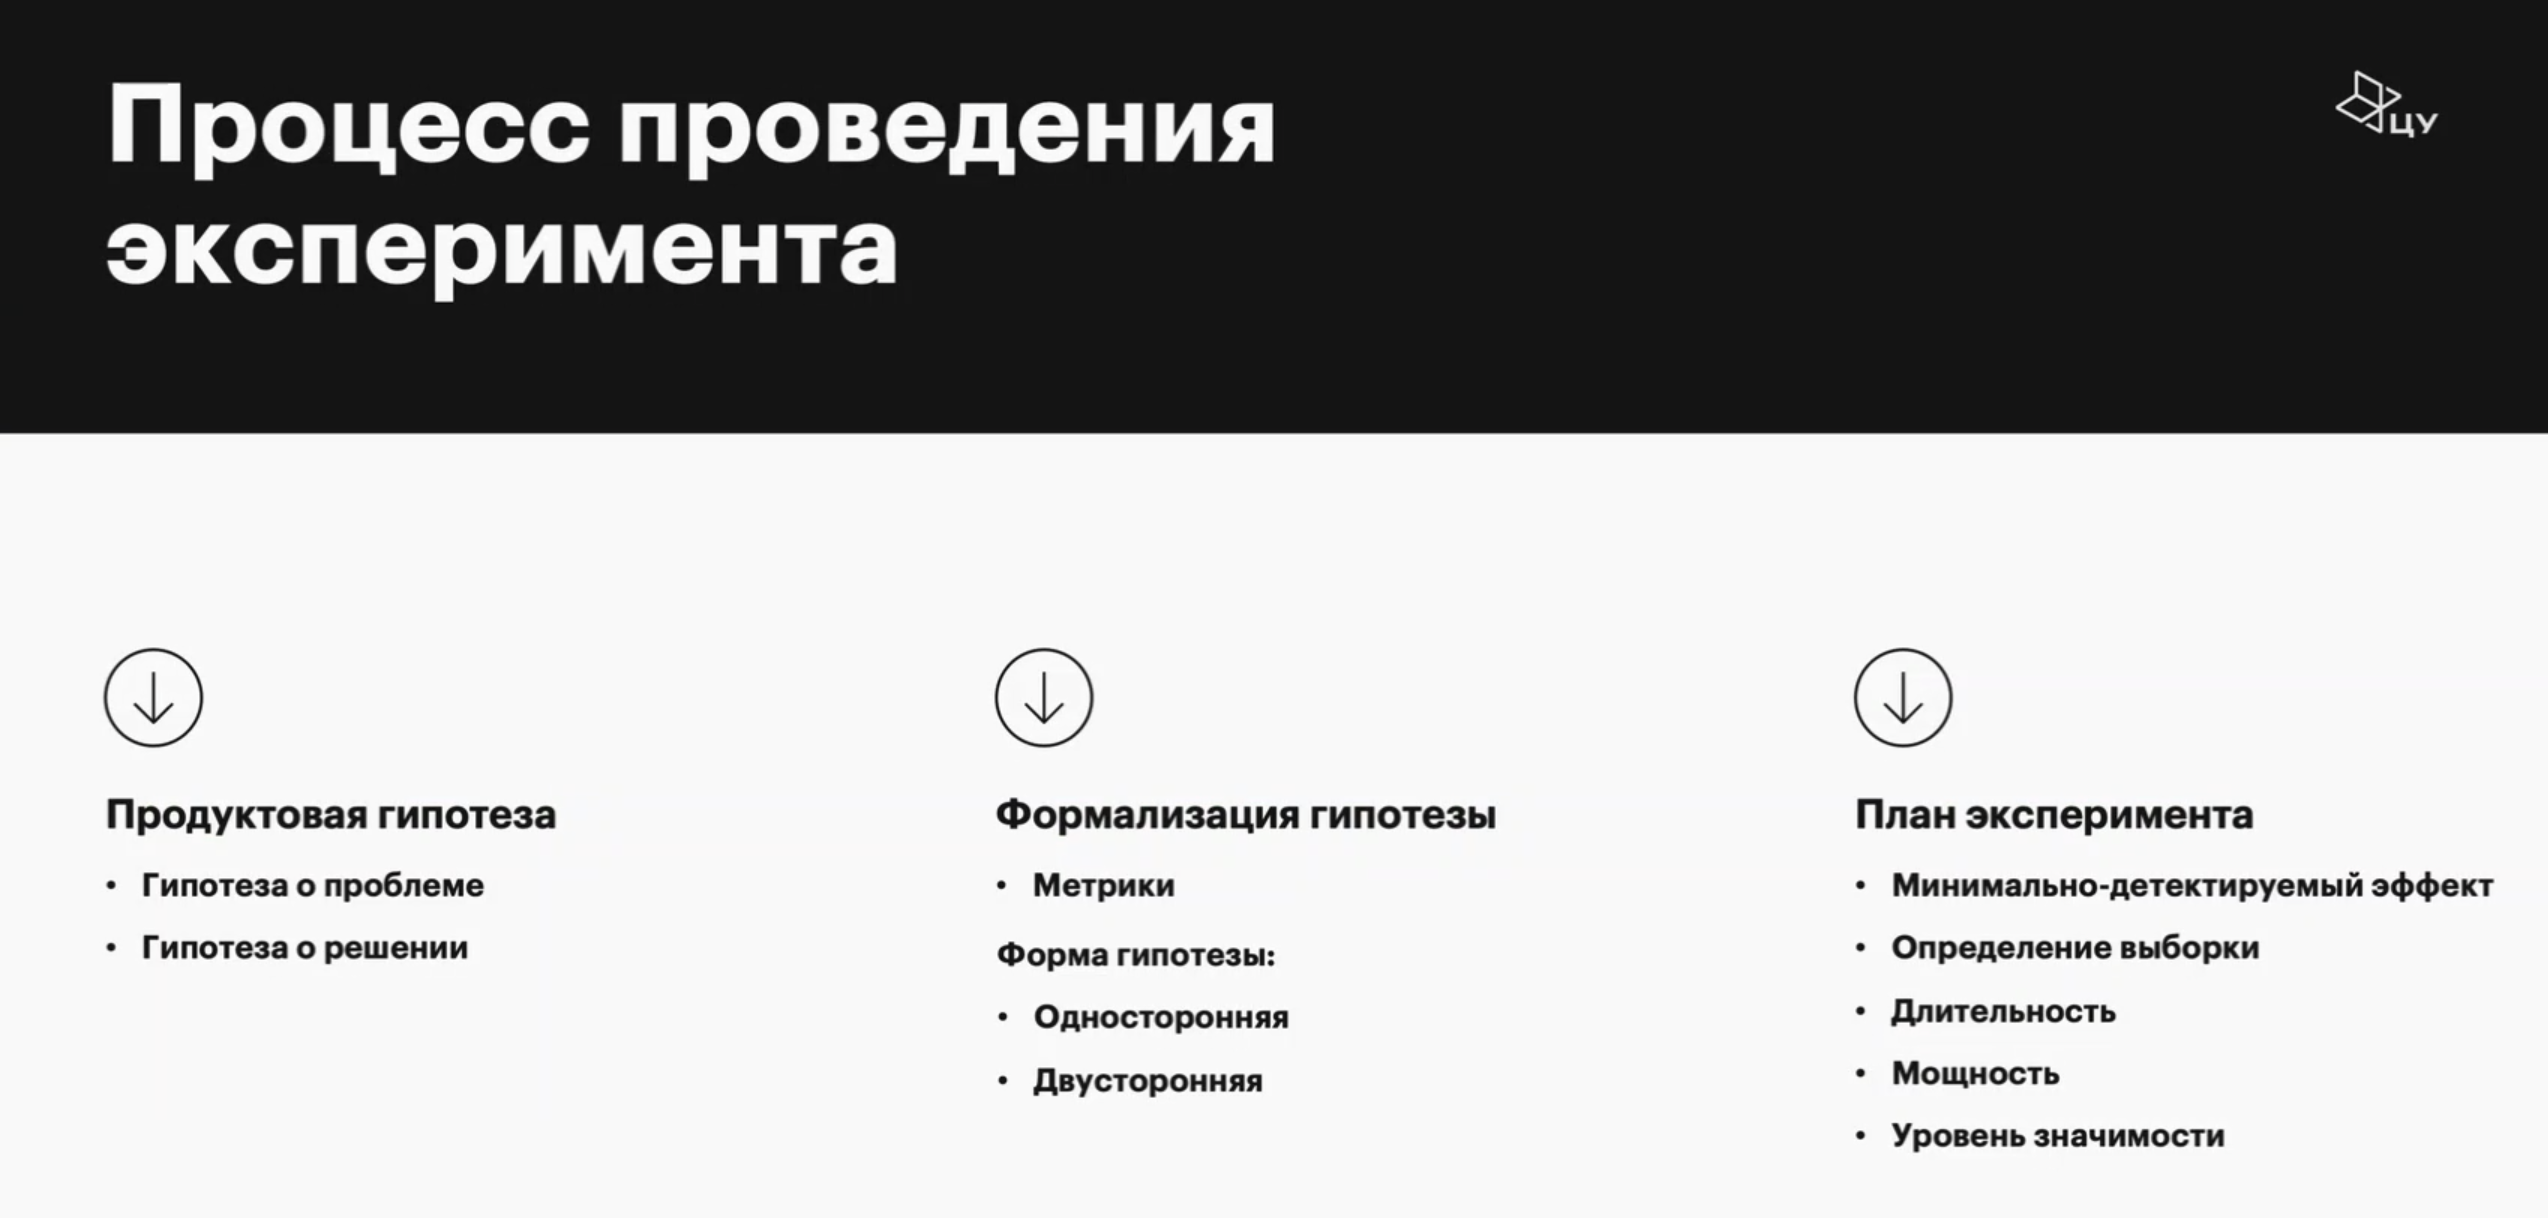 Процесс проведения
эксперимента
ЦУ
Продуктовая гипотеза
• Гипотеза о проблеме
• Гипотеза о решении
Формализация гипотезы
• Метрики
Форма гипотезы:
• Односторонняя
• Двусторонняя
План эксперимента
• Минимально-детектируемый эффект
• Определение выборки
• Длительность
• Мощность
• Уровень значимости